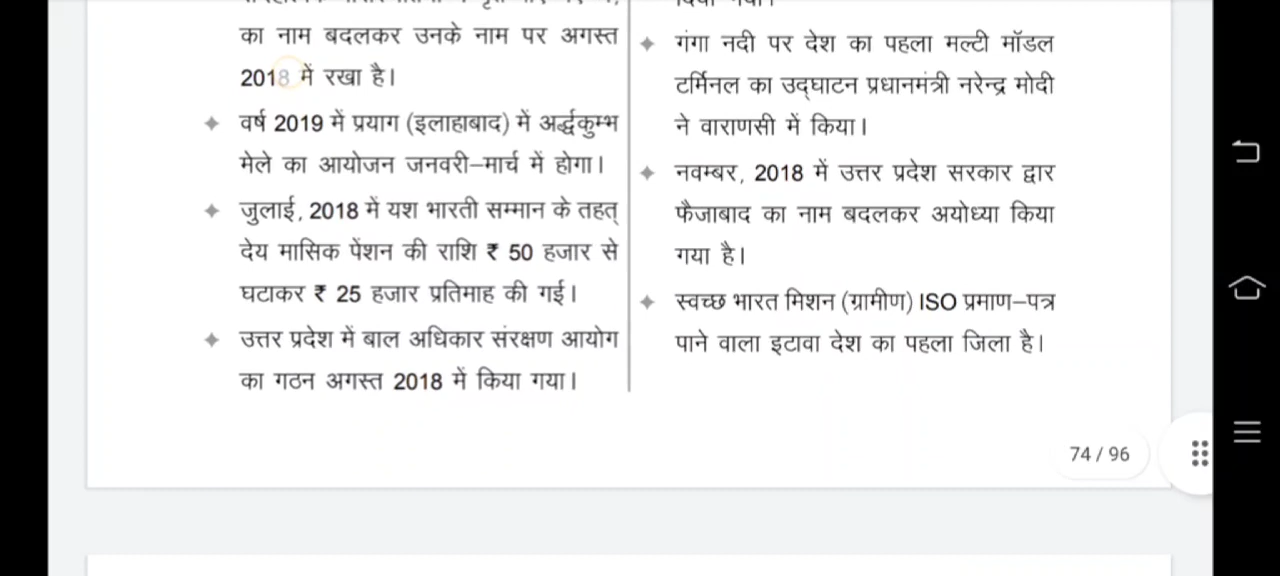 का नाम बदलकर उनके नाम पर अगस्त
2018 में रखा है।
वर्ष 2019 में प्रयाग (इलाहाबाद) में अर्द्धकुम्भ
मेले का आयोजन जनवरी–मार्च में होगा।
जुलाई, 2018 में यश भारती सम्मान के तहत्
देय मासिक पेंशन की राशि ₹ 50 हजार से
घटाकर ₹ 25 हजार प्रतिमाह की गई।
उत्तर प्रदेश में बाल अधिकार संरक्षण आयोग
का गठन अगस्त 2018 में किया गया।
दिया गया।
गंगा नदी पर देश का पहला मल्टी मॉडल
टर्मिनल का उद्घाटन प्रधानमंत्री नरेन्द्र मोदी
ने वाराणसी में किया।
नवम्बर, 2018 में उत्तर प्रदेश सरकार द्वार
फैजाबाद का नाम बदलकर अयोध्या किया
गया है।
स्वच्छ भारत मिशन (ग्रामीण) ISO प्रमाण–पत्र
पाने वाला इटावा देश का पहला जिला है।
74 / 96